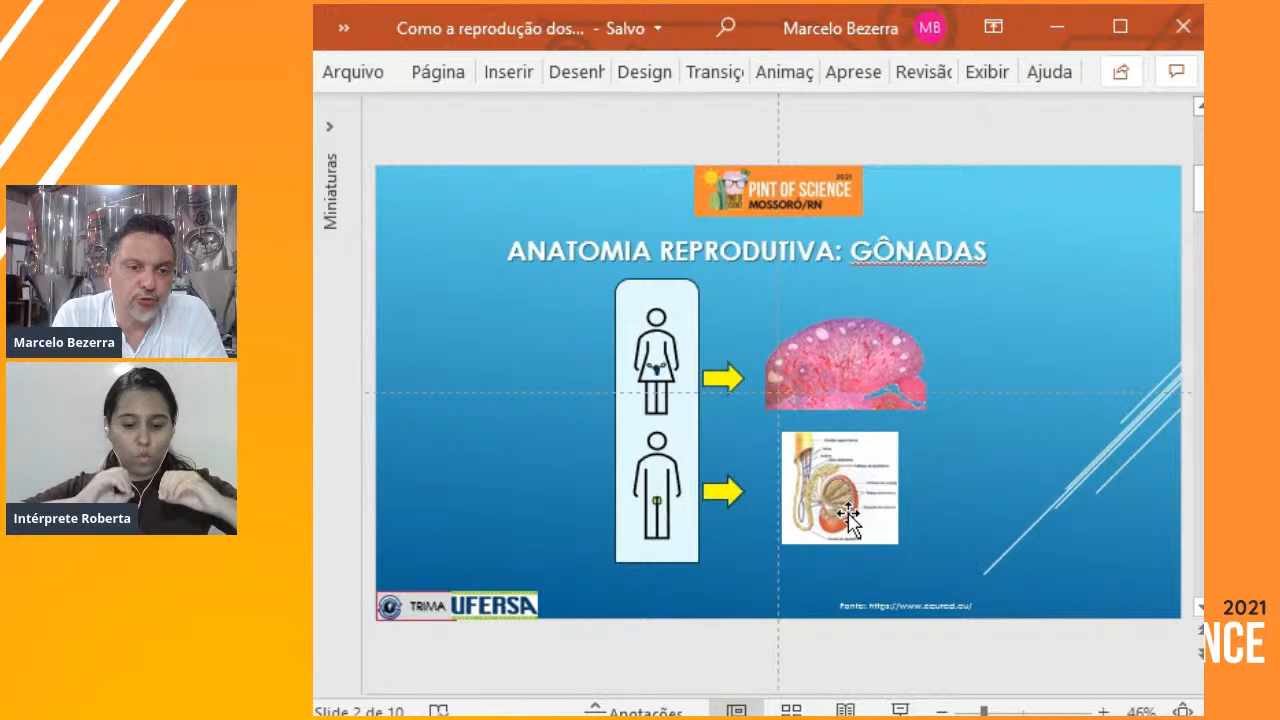 Como a reprodução dos... - Salvo
Marcelo Bezerra
MB
Arquivo Página Inserir Desenh Design Transiç Animaç Aprese Revisão Exibir Ajuda
Miniaturas
2021
PINT OF SCIENCE
MOSSORÓ/RN
ANATOMIA REPRODUTIVA: GÔNADAS
Marcelo Bezerra
Intérprete Roberta
TRIMA UFERSA
Fonte: https://www.ecured.cu/
2021
NCE
Slide 2 de 10
Anotações
46%